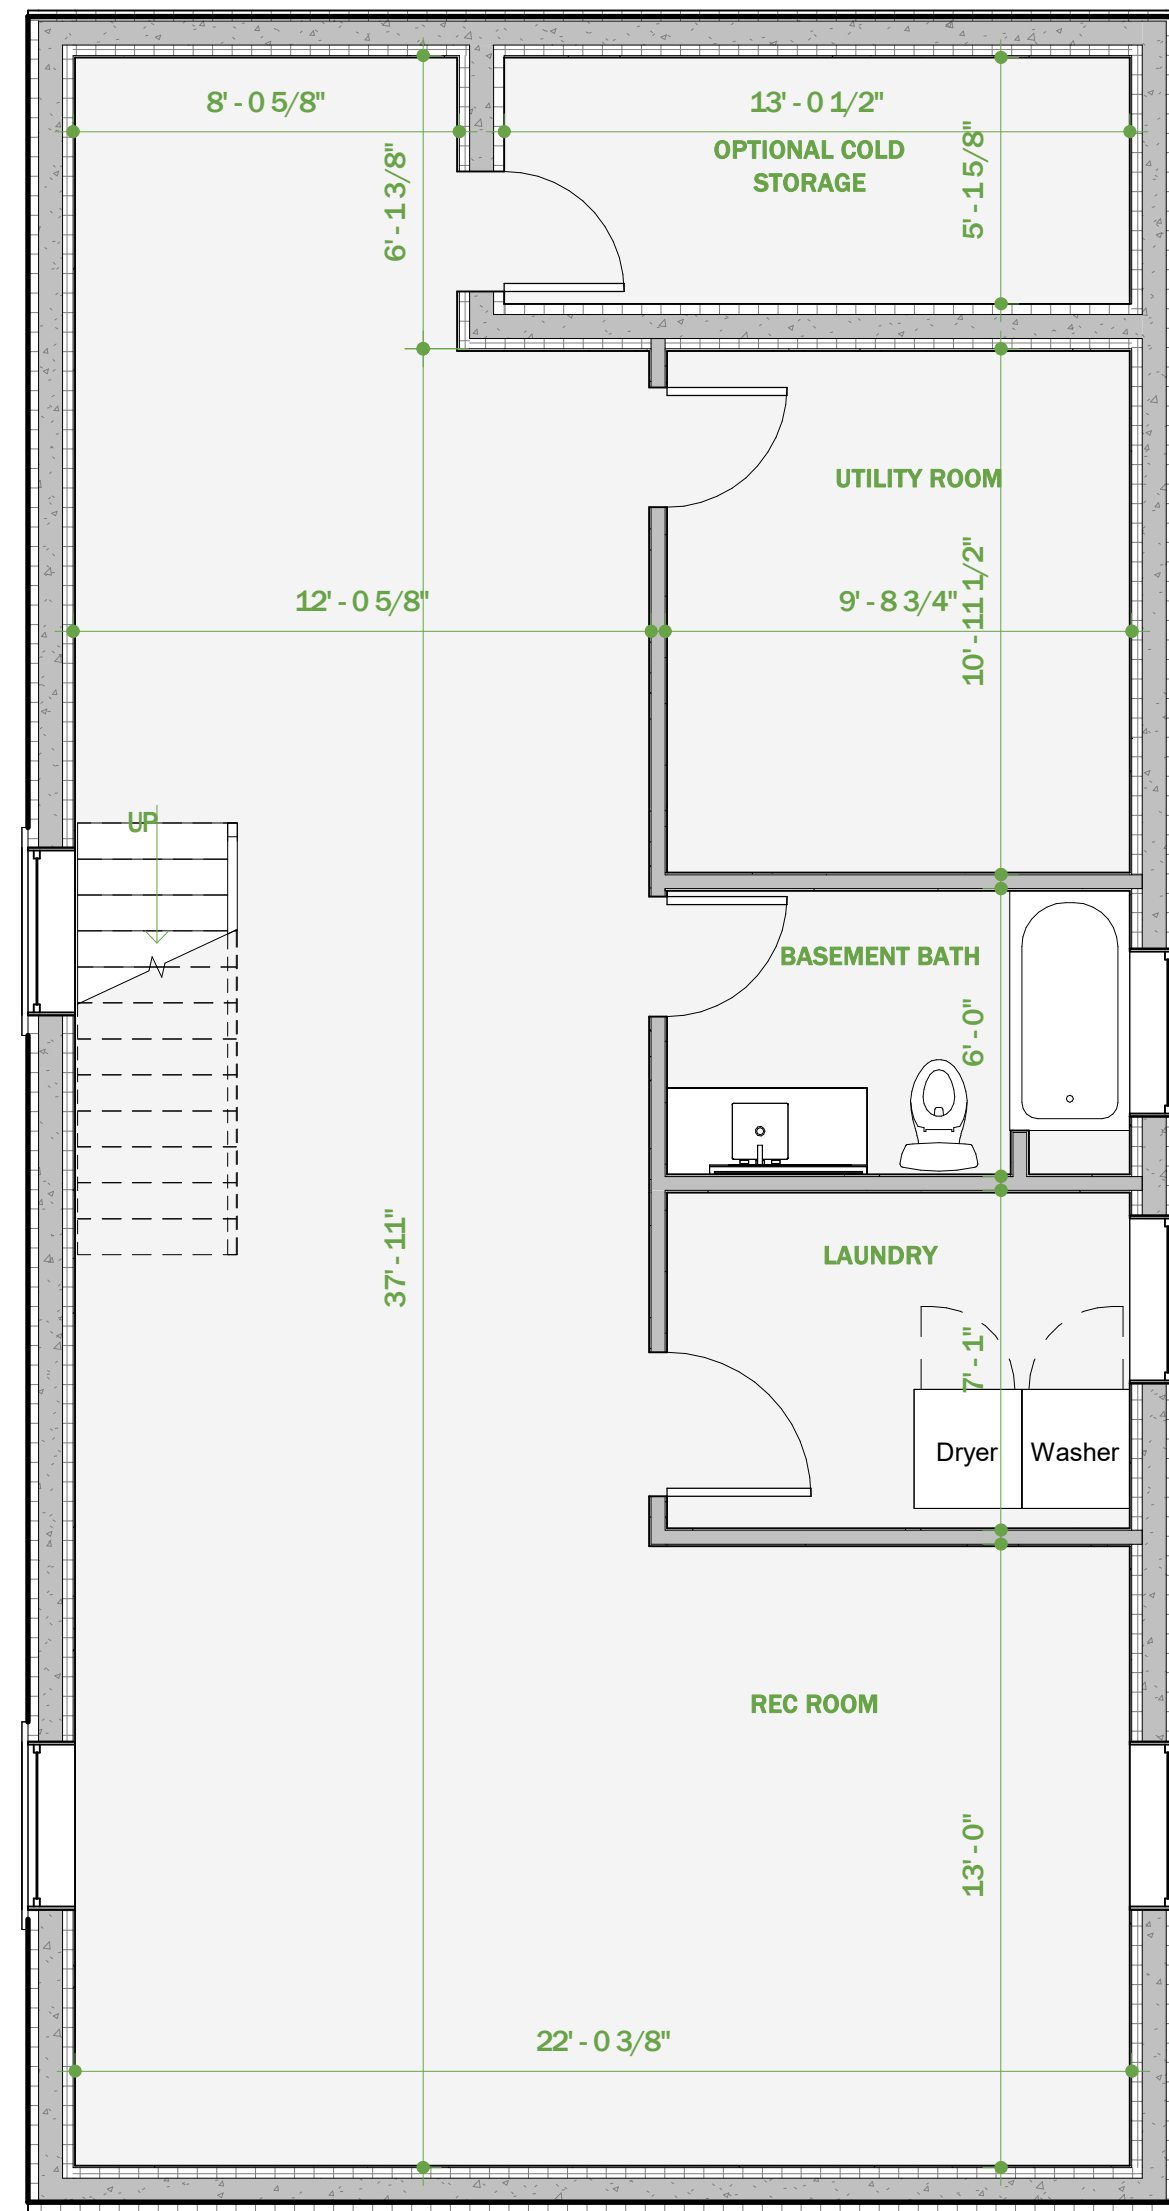 8' - 0 5/8"
13' - 0 1/2"
OPTIONAL COLD
STORAGE
6' - 1 3/8"
5' - 1 5/8"
UTILITY ROOM
12' - 0 5/8"
9' - 8 3/4"
10' - 11 1/2"
UP
BASEMENT BATH
6' - 0"
37' - 11"
LAUNDRY
7' - 1"
Dryer
Washer
REC ROOM
13' - 0"
22' - 0 3/8"